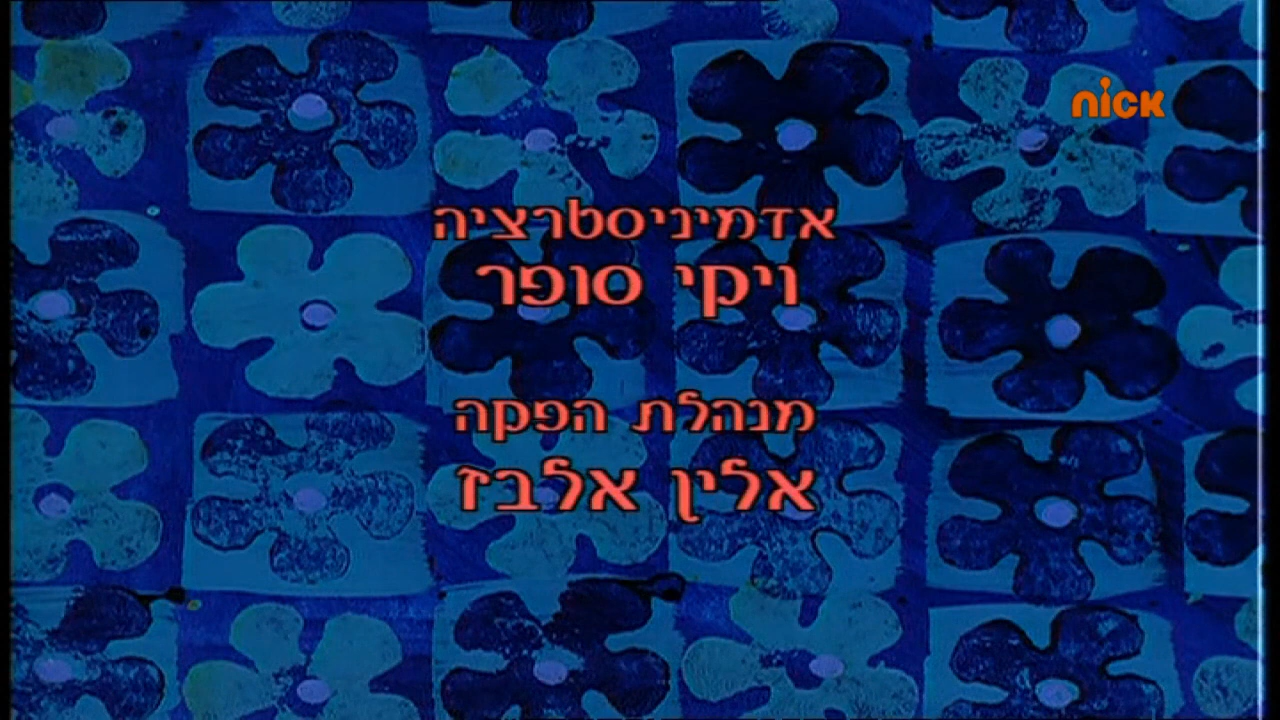 nick
אדמיניסטרציה
ויקי סופר
מנהלת הפקה
אלין אלבז